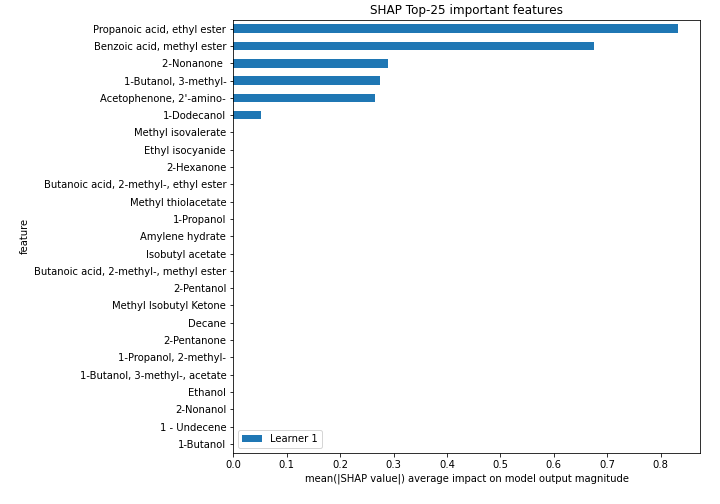 SHAP Top-25 important features
Propanoic acid, ethyl ester
Benzoic acid, methyl ester
2-Nonanone
1-Butanol, 3-methyl-
Acetophenone, 2'-amino-
1-Dodecanol
Methyl isovalerate
Ethyl isocyanide
2-Hexanone
Butanoic acid, 2-methyl-, ethyl ester
Methyl thiolacetate
1-Propanol
Amylene hydrate
Isobutyl acetate
Butanoic acid, 2-methyl-, methyl ester
2-Pentanol
Methyl Isobutyl Ketone
Decane
2-Pentanone
1-Propanol, 2-methyl-
1-Butanol, 3-methyl-, acetate
Ethanol
2-Nonanol
1 - Undecene
1-Butanol
feature
Learner 1
0.0 0.1 0.2 0.3 0.4 0.5 0.6 0.7 0.8
mean(|SHAP value|) average impact on model output magnitude